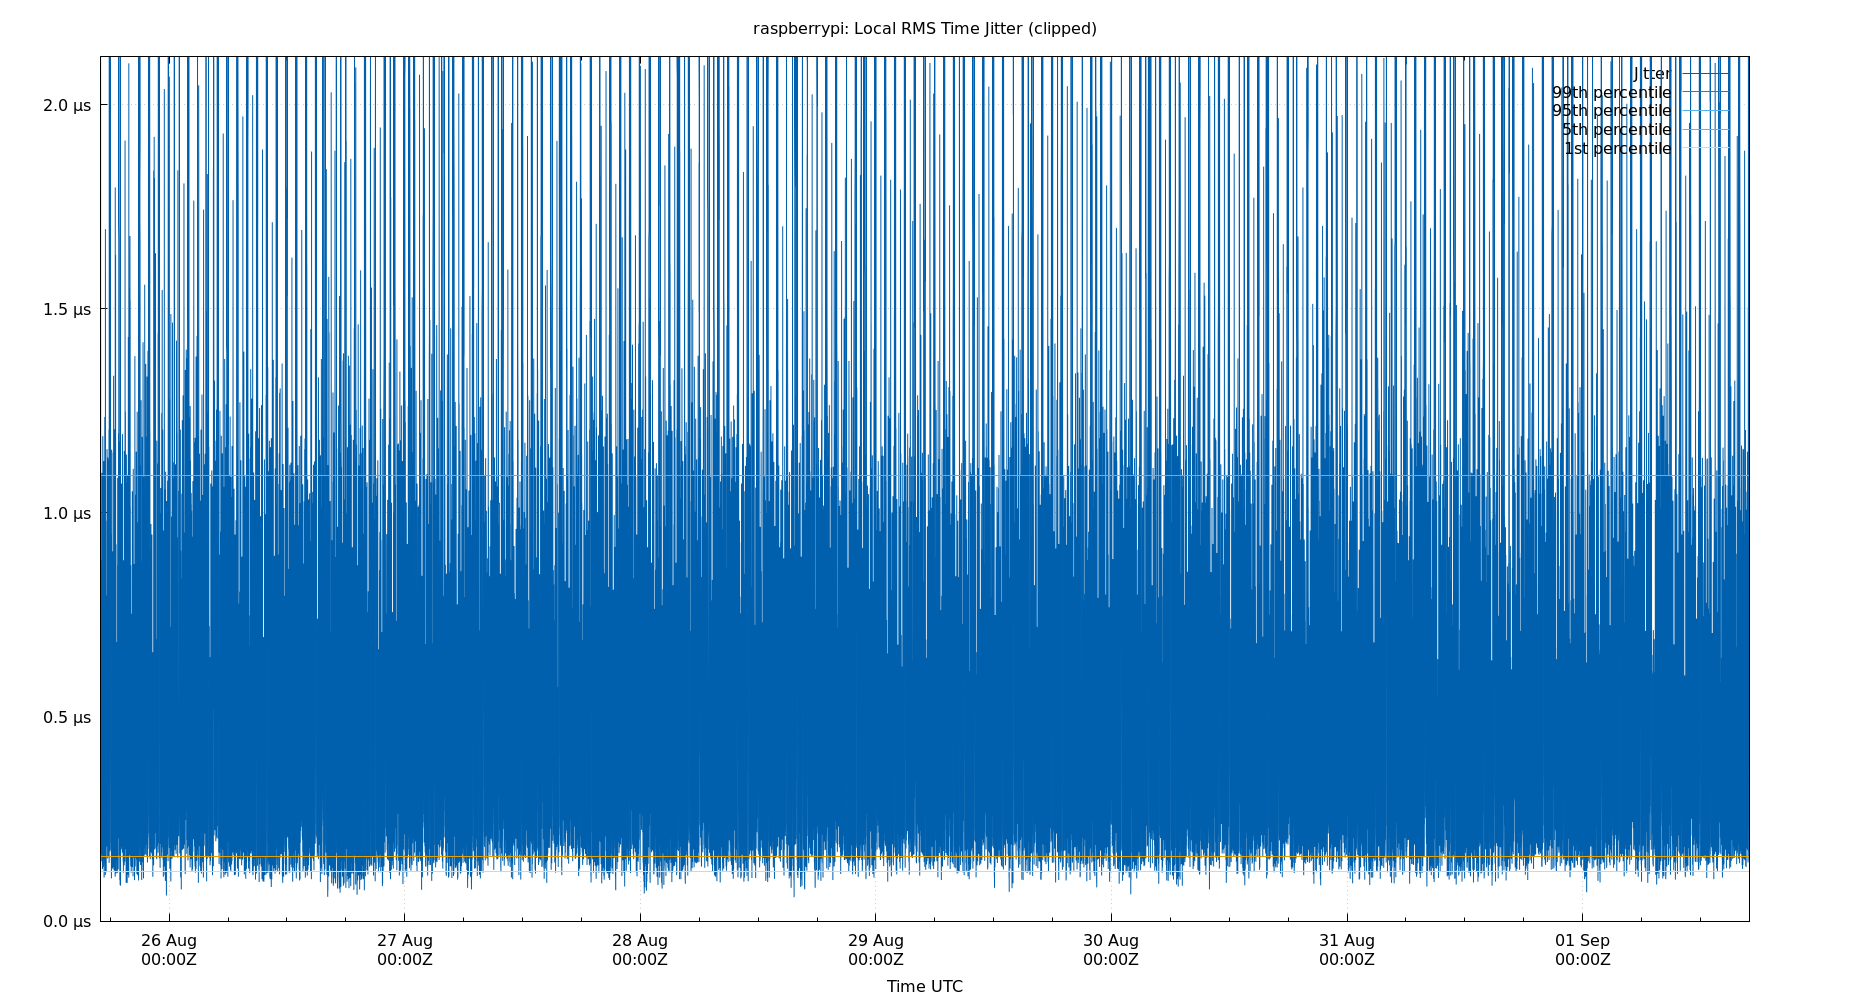 raspberrypi: Local RMS Time Jitter (clipped)
Jitter
99th percentile
95th percentile
5th percentile
1st percentile
2.0 µs
1.5 µs
1.0 µs
0.5 µs
0.0 µs
26 Aug 27 Aug 28 Aug 29 Aug 30 Aug 31 Aug 01 Sep
00:00Z 00:00Z 00:00Z 00:00Z 00:00Z 00:00Z 00:00Z
Time UTC